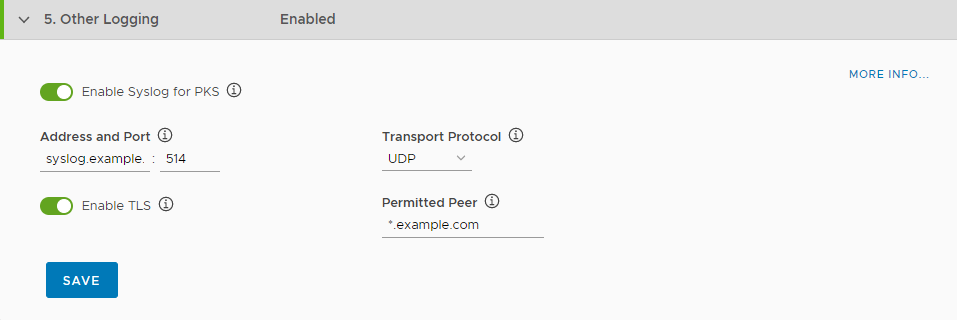 5. Other Logging Enabled
MORE INFO...
Enable Syslog for PKS
Address and Port Transport Protocol
syslog.example. : 514 UDP
Enable TLS Permitted Peer
*.example.com
SAVE